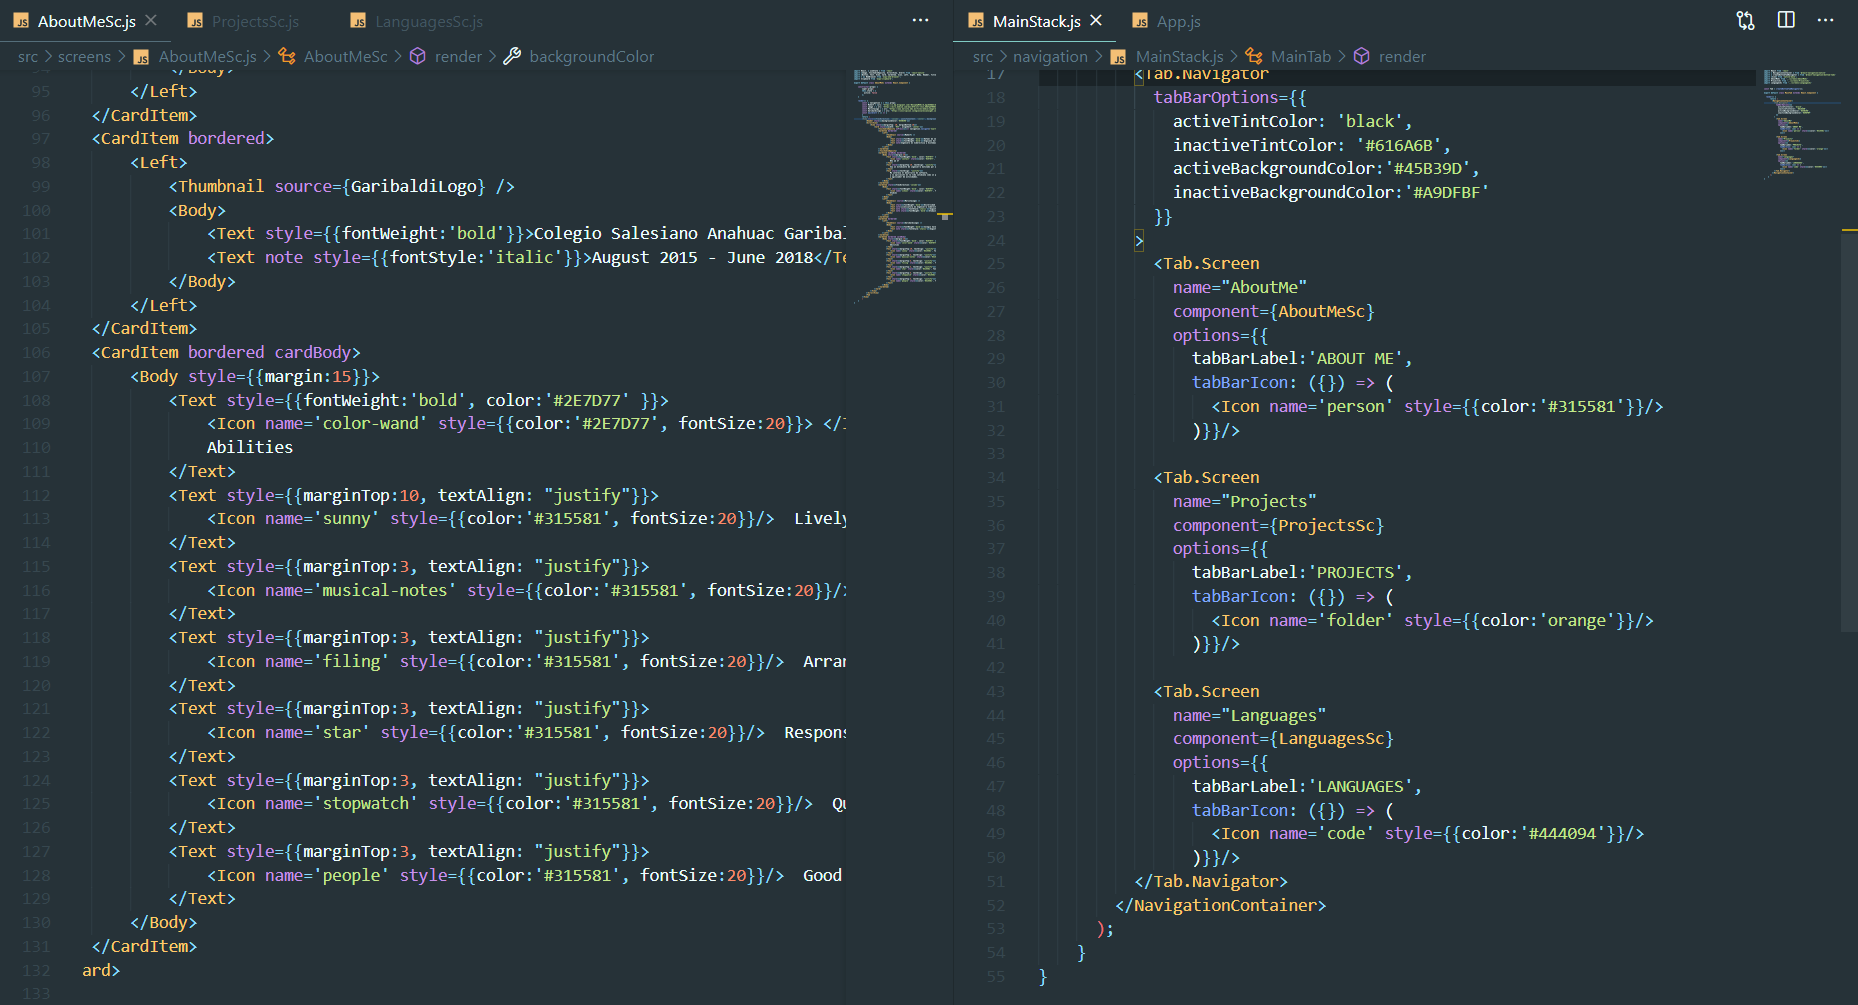 AboutMeSc.js
ProjectsSc.js
LanguagesSc.js
src > screens > AboutMeSc.js > AboutMeSc > render > backgroundColor
94 </Body>
95 </Left>
96 </CardItem>
97 <CardItem bordered>
98 <Left>
99 <Thumbnail source={GaribaldiLogo} />
100 <Body>
101 <Text style={{fontWeight:'bold'}}>Colegio Salesiano Anahuac Garibal
102 <Text note style={{fontStyle:'italic'}}>August 2015 - June 2018</Te
103 </Body>
104 </Left>
105 </CardItem>
106 <CardItem bordered cardBody>
107 <Body style={{margin:15}}>
108 <Text style={{fontWeight:'bold', color:'#2E7D77' }}>
109 <Icon name='color-wand' style={{color:'#2E7D77', fontSize:20}}> </I
110 Abilities
111 </Text>
112 <Text style={{marginTop:10, textAlign: "justify"}}>
113 <Icon name='sunny' style={{color:'#315581', fontSize:20}}/>  Lively
114 </Text>
115 <Text style={{marginTop:3, textAlign: "justify"}}>
116 <Icon name='musical-notes' style={{color:'#315581', fontSize:20}}/>
117 </Text>
118 <Text style={{marginTop:3, textAlign: "justify"}}>
119 <Icon name='filing' style={{color:'#315581', fontSize:20}}/>  Arran
120 </Text>
121 <Text style={{marginTop:3, textAlign: "justify"}}>
122 <Icon name='star' style={{color:'#315581', fontSize:20}}/>  Respons
123 </Text>
124 <Text style={{marginTop:3, textAlign: "justify"}}>
125 <Icon name='stopwatch' style={{color:'#315581', fontSize:20}}/>  Qu
126 </Text>
127 <Text style={{marginTop:3, textAlign: "justify"}}>
128 <Icon name='people' style={{color:'#315581', fontSize:20}}/>  Good
129 </Text>
130 </Body>
131 </CardItem>
132 ard>
133
MainStack.js
App.js
src > navigation > MainStack.js > MainTab > render
17 <Tab.Navigator
18 tabBarOptions={{
19 activeTintColor: 'black',
20 inactiveTintColor: '#616A6B',
21 activeBackgroundColor:'#45B39D',
22 inactiveBackgroundColor:'#A9DFBF'
23 }}
24 >
25 <Tab.Screen
26 name="AboutMe"
27 component={AboutMeSc}
28 options={{
29 tabBarLabel:'ABOUT ME',
30 tabBarIcon: ({}) => (
31 <Icon name='person' style={{color:'#315581'}}/>
32 )}}/>
33
34 <Tab.Screen
35 name="Projects"
36 component={ProjectsSc}
37 options={{
38 tabBarLabel:'PROJECTS',
39 tabBarIcon: ({}) => (
40 <Icon name='folder' style={{color:'orange'}}/>
41 )}}/>
42
43 <Tab.Screen
44 name="Languages"
45 component={LanguagesSc}
46 options={{
47 tabBarLabel:'LANGUAGES',
48 tabBarIcon: ({}) => (
49 <Icon name='code' style={{color:'#444094'}}/>
50 )}}/>
51 </Tab.Navigator>
52 </NavigationContainer>
53 );
54 }
55 }